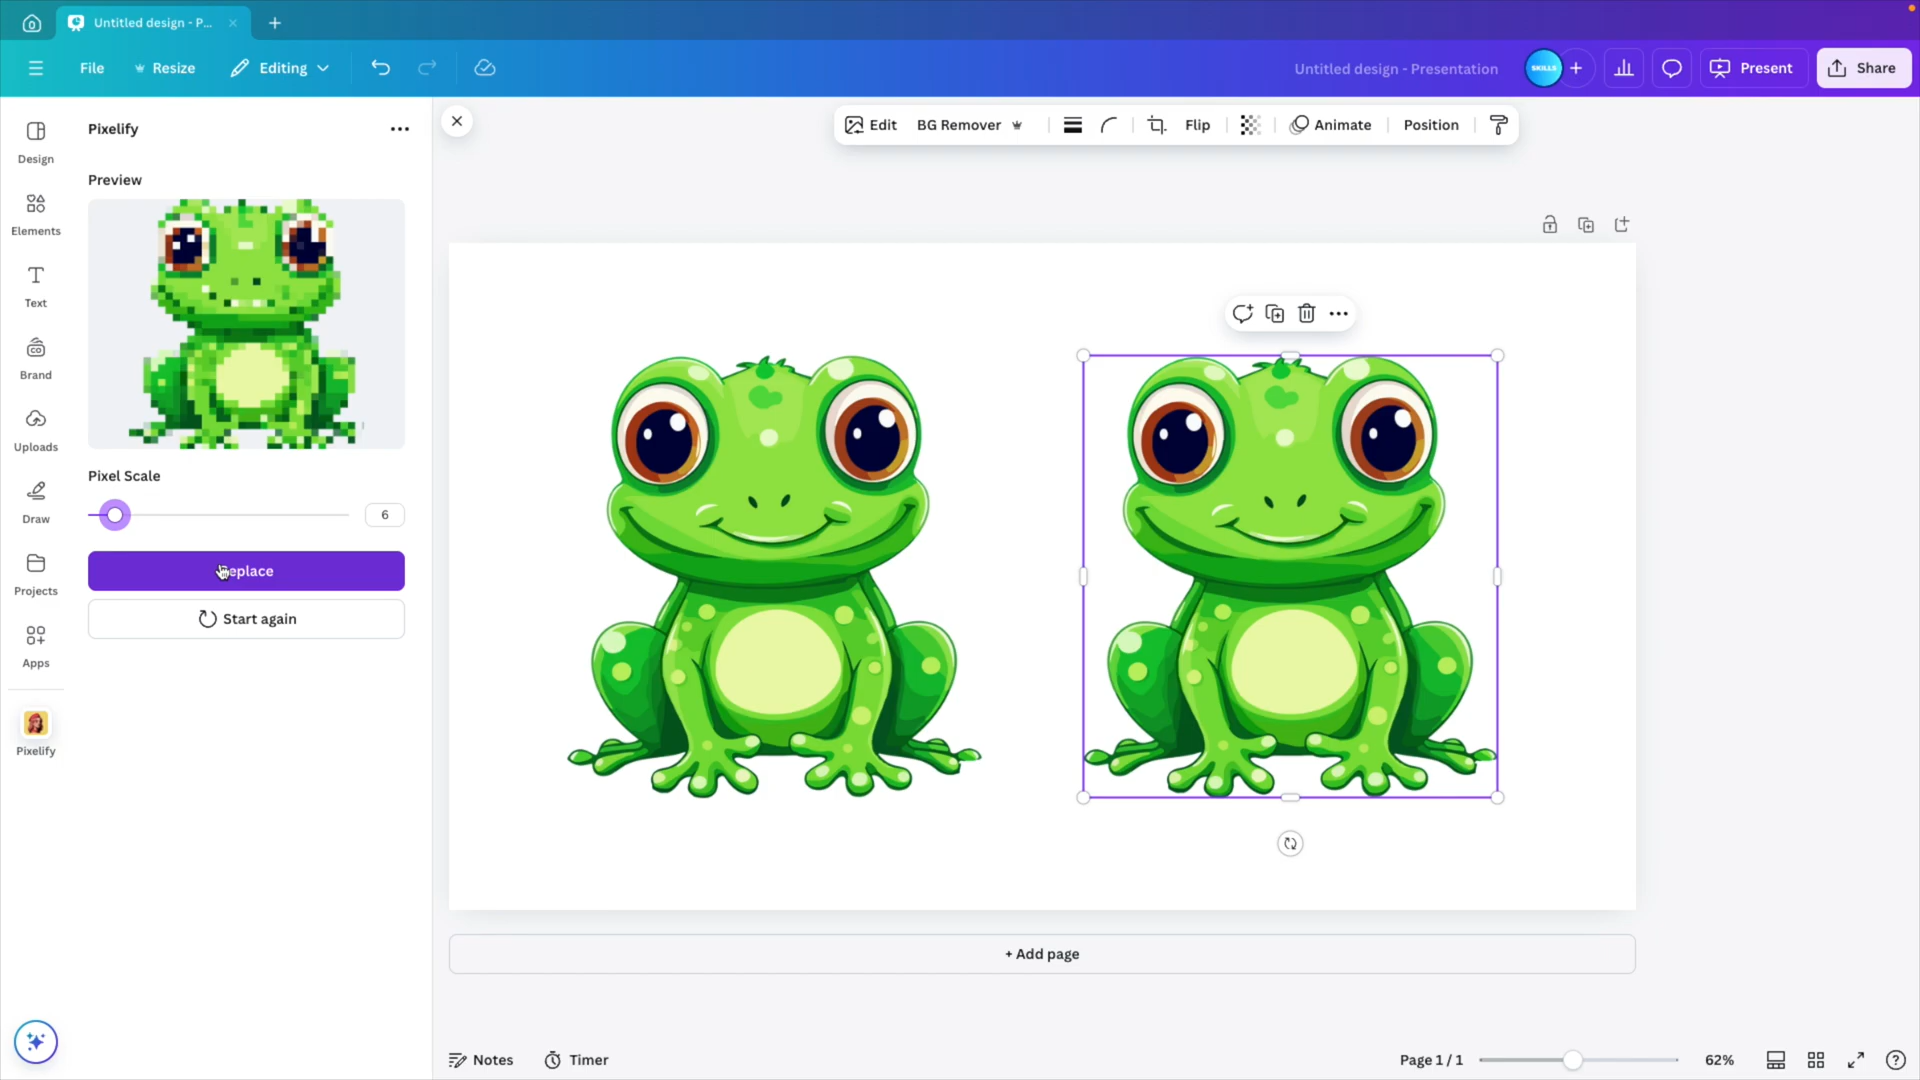 Untitled design - P...
File
Resize
Editing
Untitled design - Presentation
SKILLS
Present
Share
Design
Elements
Text
Brand
Uploads
Draw
Projects
Apps
Pixelify
Pixelify
Preview
Pixel Scale
6
eplace
Start again
Edit
BG Remover
Flip
Animate
Position
+ Add page
Notes
Timer
Page 1 / 1
62%